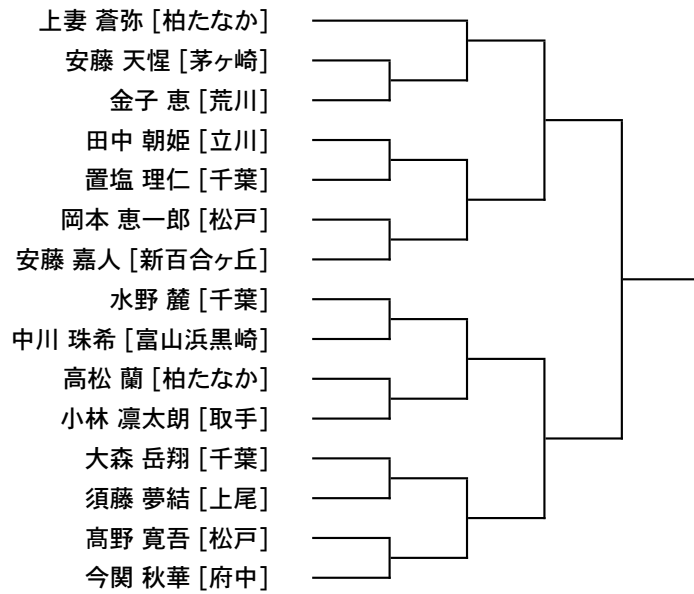 上妻 蒼弥 [柏たなか]
安藤 天惺 [茅ヶ崎]
金子 恵 [荒川]
田中 朝姫 [立川]
置塩 理仁 [千葉]
岡本 恵一郎 [松戸]
安藤 嘉人 [新百合ヶ丘]
水野 麓 [千葉]
中川 珠希 [富山浜黒崎]
高松 蘭 [柏たなか]
小林 凛太朗 [取手]
大森 岳翔 [千葉]
須藤 夢結 [上尾]
髙野 寛吾 [松戸]
今関 秋華 [府中]